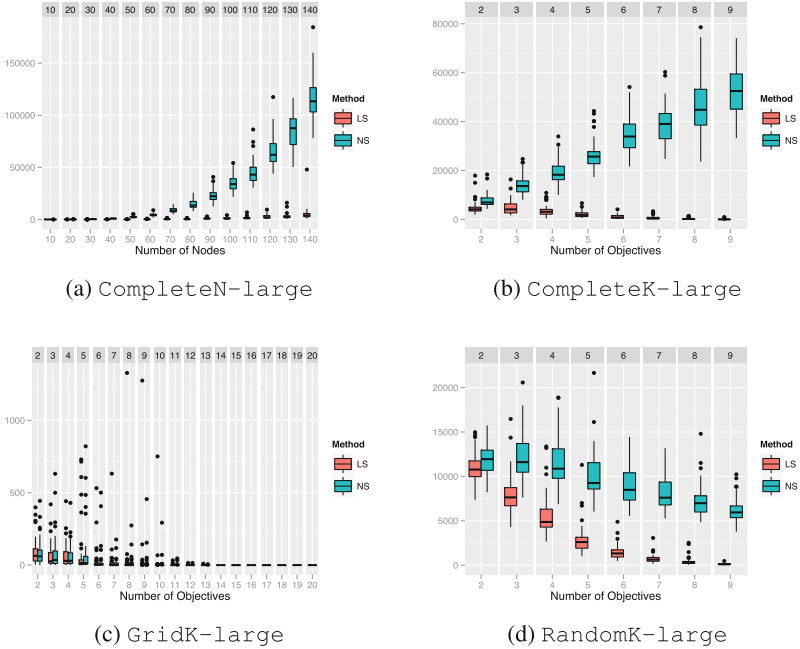 10 20 30 40 50 60 70 80 90 100 110 120 130 140
150000
100000
50000
0
10 20 30 40 50 60 70 80 90 100 110 120 130 140
Number of Nodes
Method
LS
NS
(a) CompleteN-large
2 3 4 5 6 7 8 9
80000
60000
40000
20000
0
2 3 4 5 6 7 8 9
Number of Objectives
Method
LS
NS
(b) CompleteK-large
2 3 4 5 6 7 8 9 10 11 12 13 14 15 16 17 18 19 20
1000
500
0
2 3 4 5 6 7 8 9 10 11 12 13 14 15 16 17 18 19 20
Number of Objectives
Method
LS
NS
(c) GridK-large
2 3 4 5 6 7 8 9
20000
15000
10000
5000
0
2 3 4 5 6 7 8 9
Number of Objectives
Method
LS
NS
(d) RandomK-large